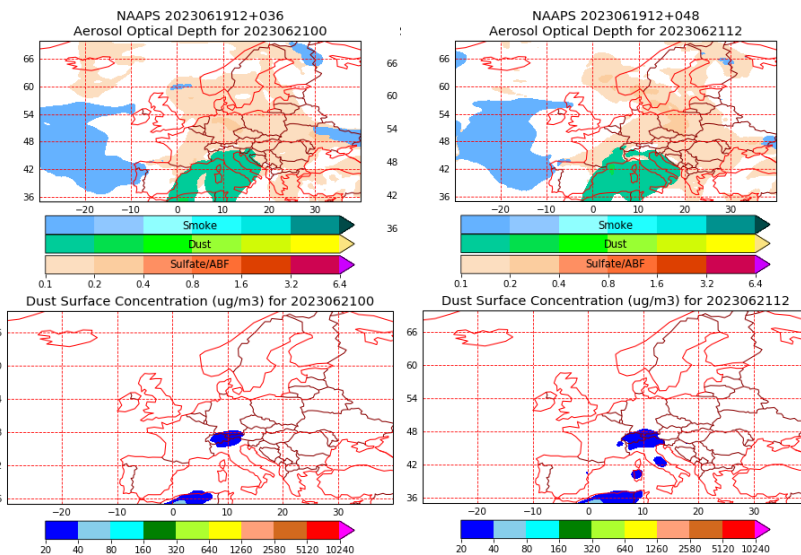 NAAPS 2023061912+036
Aerosol Optical Depth for 2023062100
66
60
54
48
42
36
−20 −10 0 10 20 30
Smoke
Dust
Sulfate/ABF
0.1 0.2 0.4 0.8 1.6 3.2 6.4
66
60
54
48
42
36
NAAPS 2023061912+048
Aerosol Optical Depth for 2023062112
66
60
54
48
42
36
−20 −10 0 10 20 30
Smoke
Dust
Sulfate/ABF
0.1 0.2 0.4 0.8 1.6 3.2 6.4
Dust Surface Concentration (ug/m3) for 2023062100
−20 −10 0 10 20 30
20 40 80 160 320 640 1260 2580 5120 10240
Dust Surface Concentration (ug/m3) for 2023062112
66
60
54
48
42
36
−20 −10 0 10 20 30
20 40 80 160 320 640 1260 2580 5120 10240